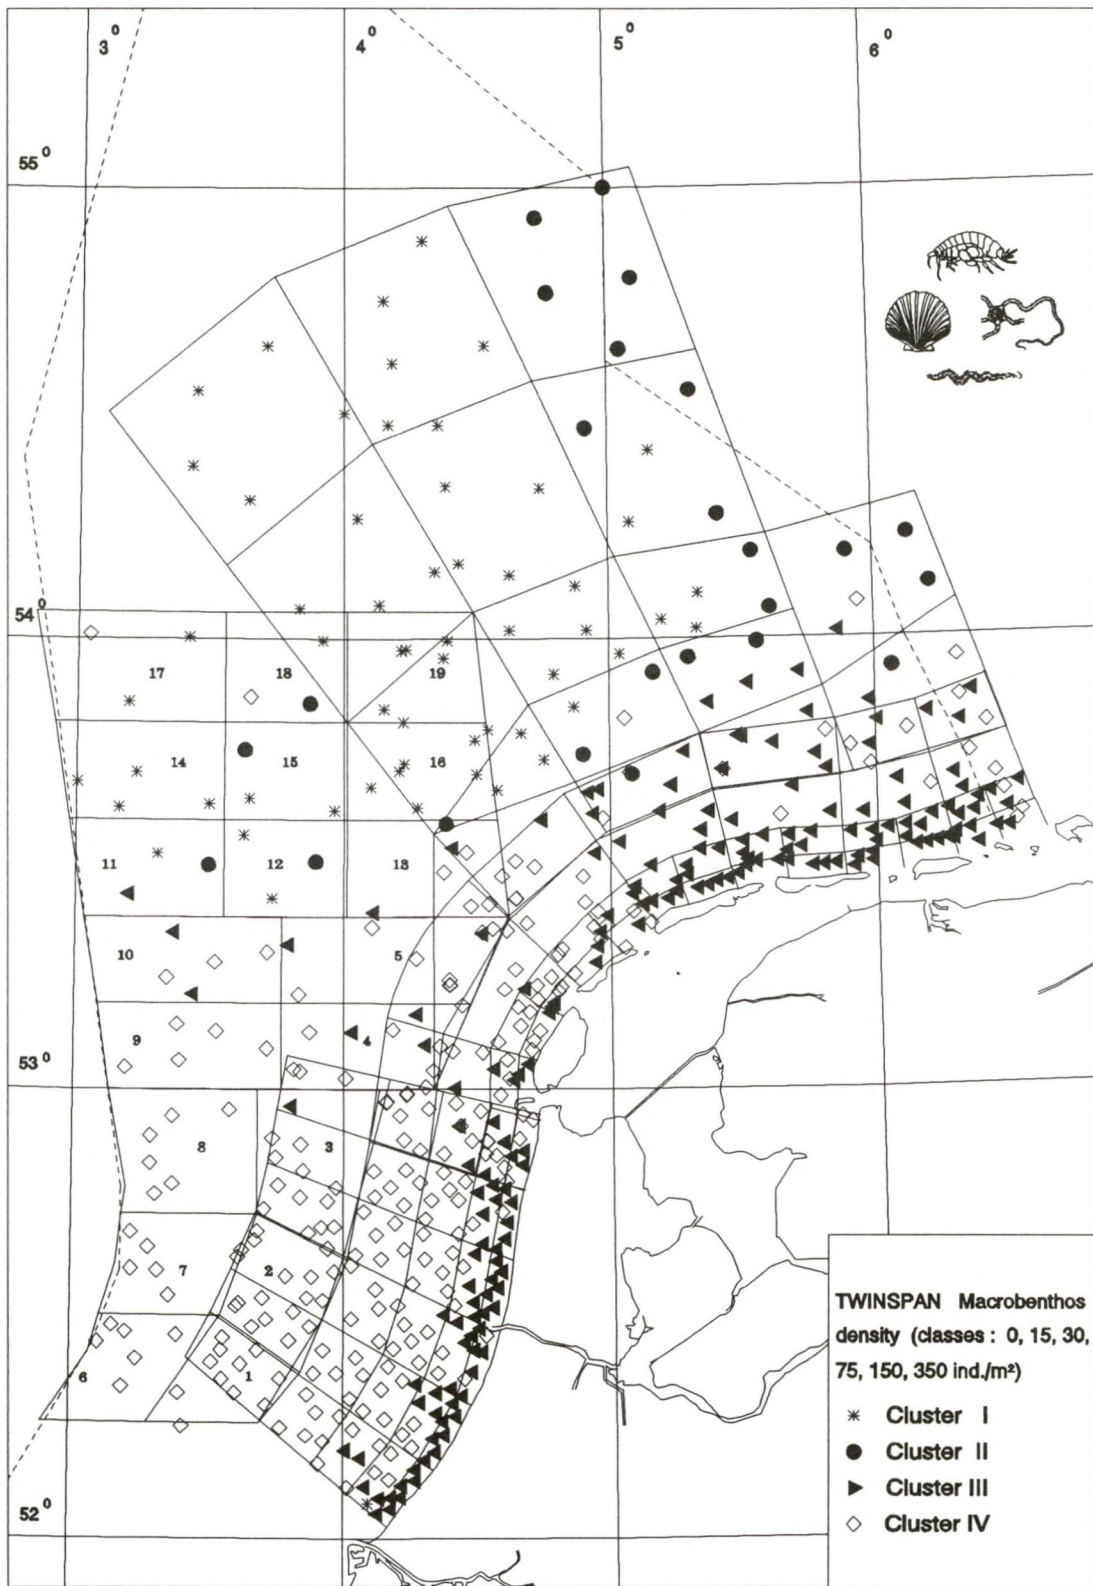 3⁰ 4⁰ 5⁰ 6⁰
55⁰
54⁰
17 18 19
14 15 16
11 12 13
10 5
9 4
53⁰
8 3
7 2
6 1
TWINSPAN Macrobenthos
density (classes : 0, 15, 30,
75, 150, 350 ind./m²)
Cluster I
Cluster II
Cluster III
Cluster IV
52⁰